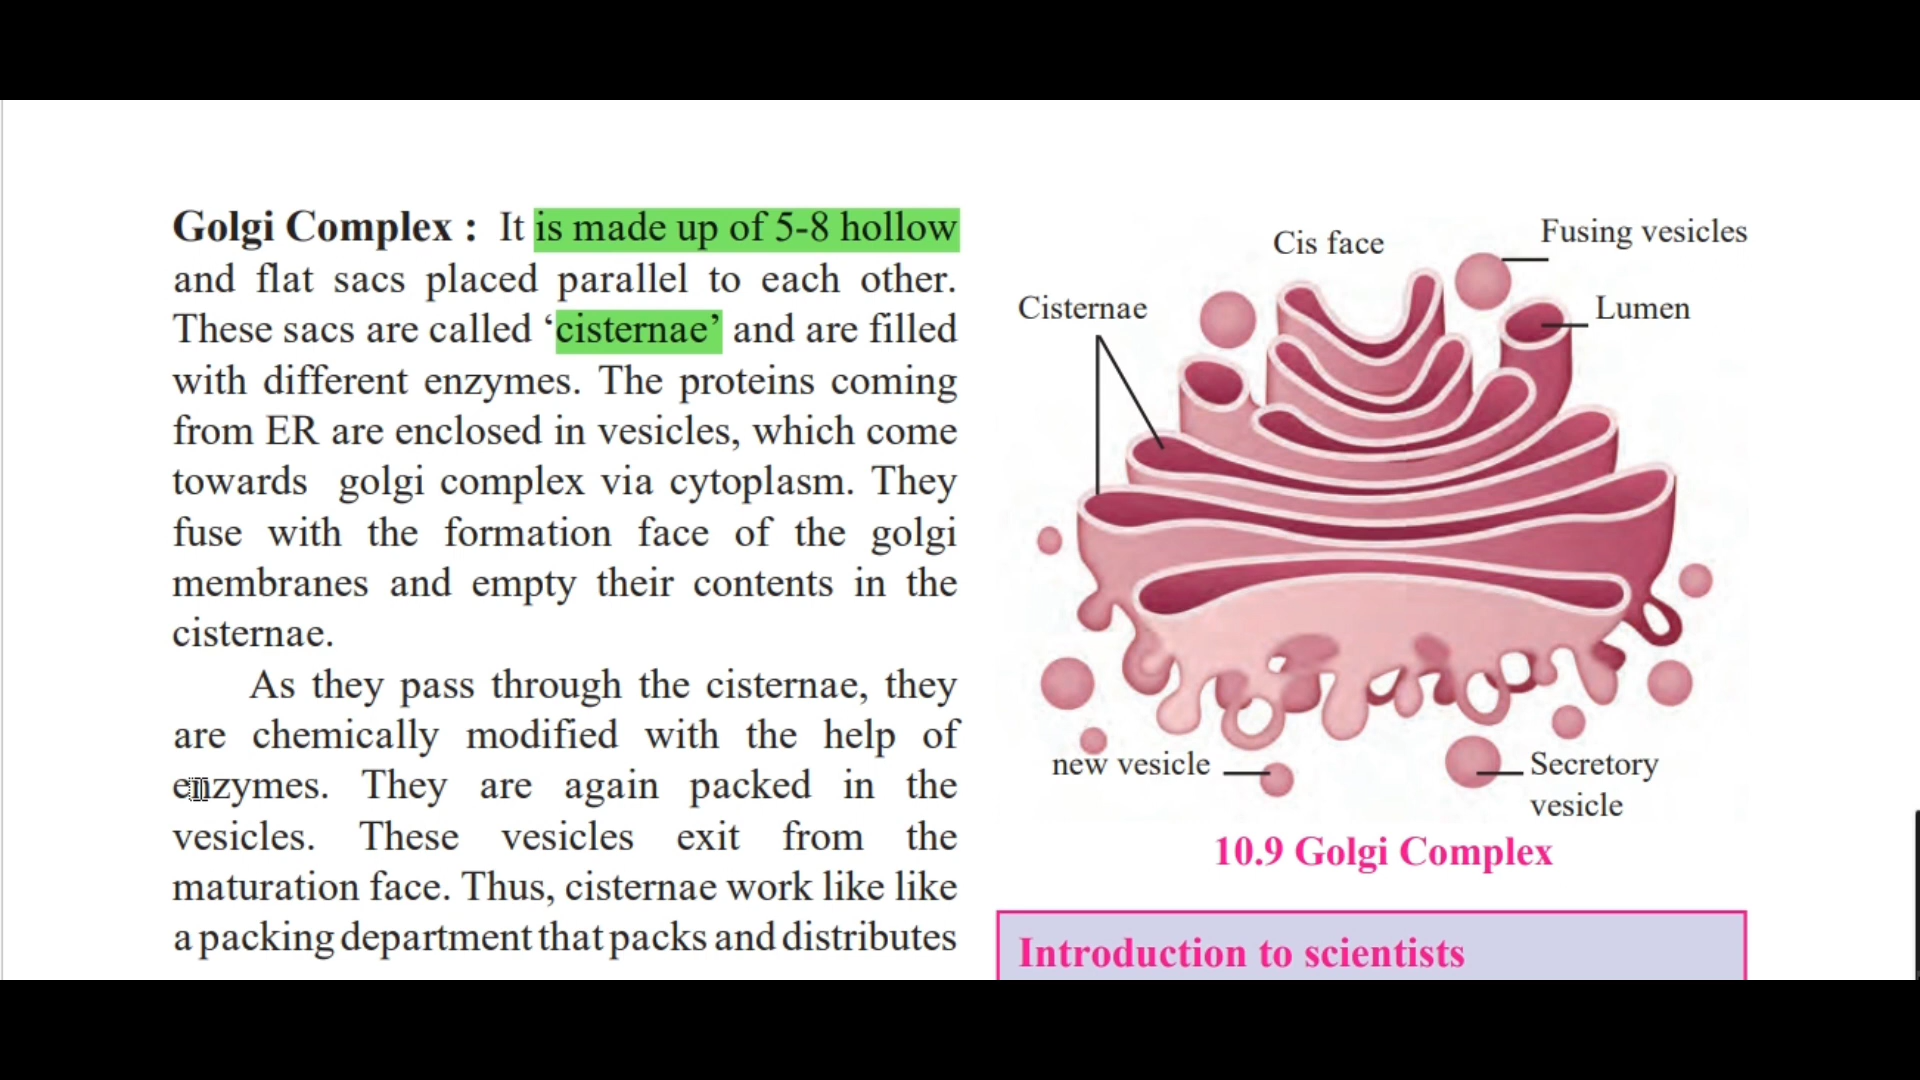 Golgi Complex : It is made up of 5-8 hollow
and flat sacs placed parallel to each other.
These sacs are called ‘cisternae’ and are filled
with different enzymes. The proteins coming
from ER are enclosed in vesicles, which come
towards golgi complex via cytoplasm. They
fuse with the formation face of the golgi
membranes and empty their contents in the
cisternae.
As they pass through the cisternae, they
are chemically modified with the help of
enzymes. They are again packed in the
vesicles. These vesicles exit from the
maturation face. Thus, cisternae work like like
a packing department that packs and distributes
Cis face
Fusing vesicles
Cisternae
Lumen
new vesicle
Secretory
vesicle
10.9 Golgi Complex
Introduction to scientists